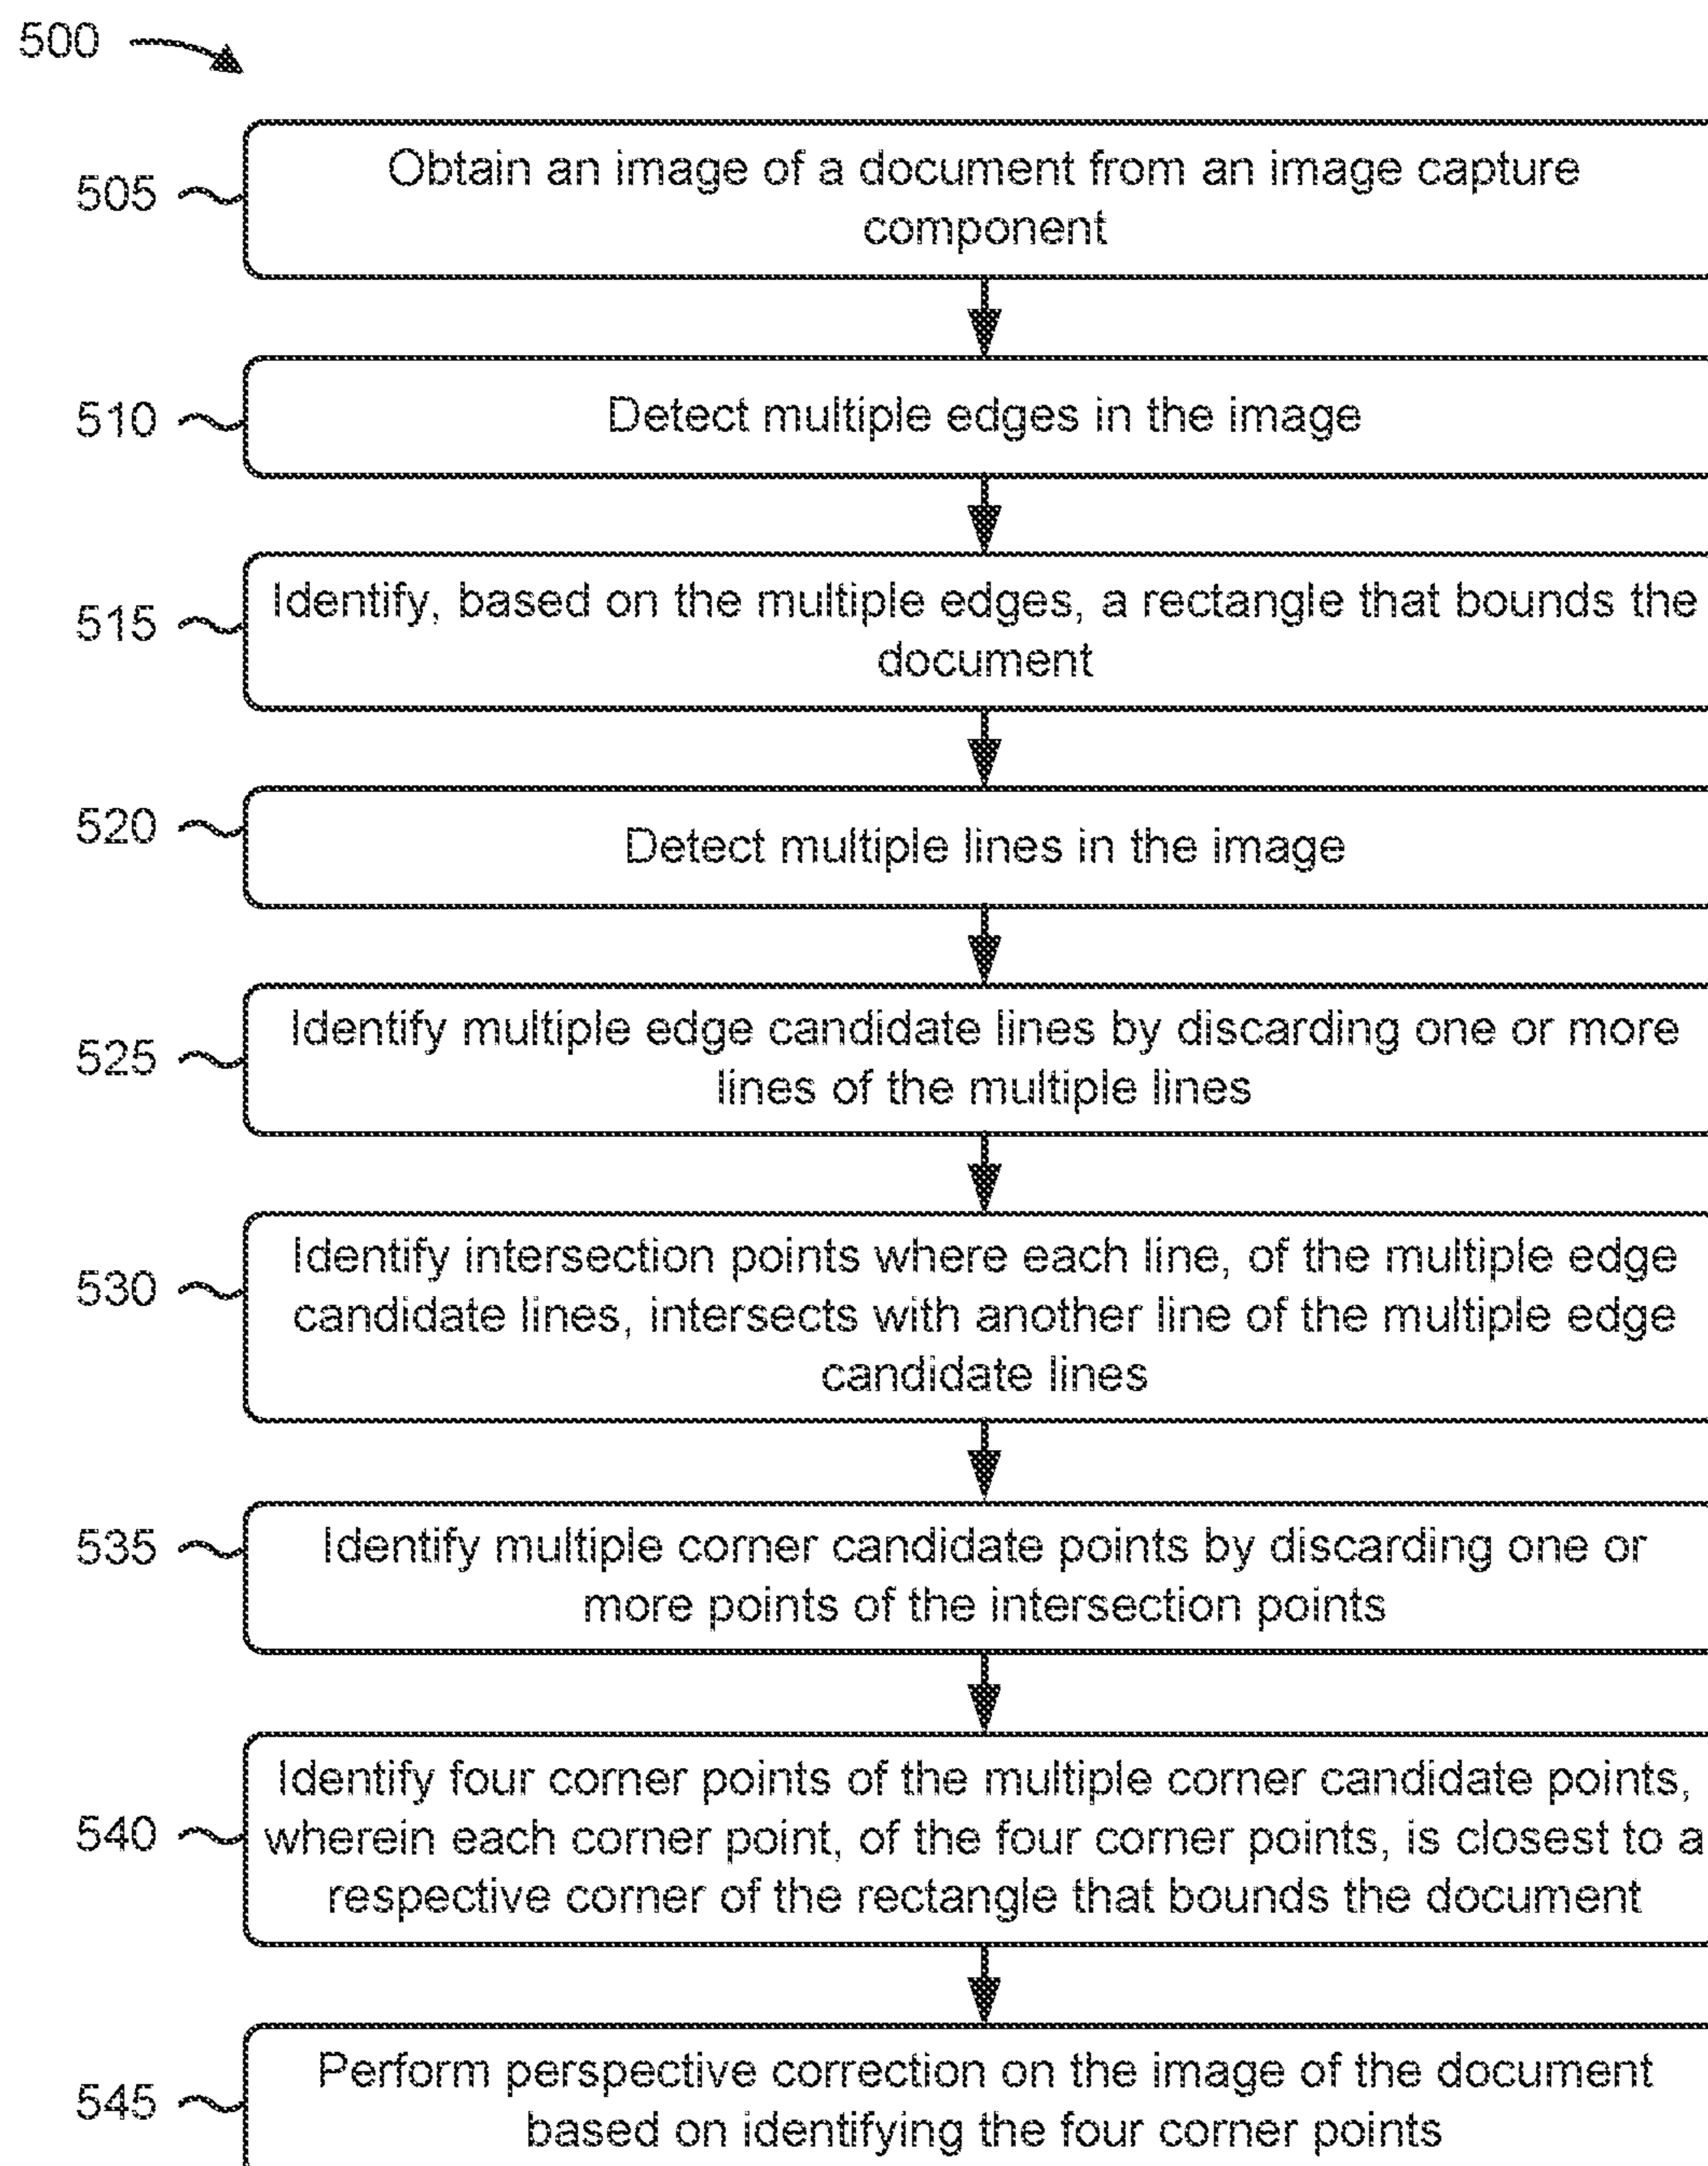 500
505
Obtain an image of a document from an image capture
component
510
Detect multiple edges in the image
515
Identify, based on the multiple edges, a rectangle that bounds the
document
520
Detect multiple lines in the image
525
Identify multiple edge candidate lines by discarding one or more
lines of the multiple lines
530
Identify intersection points where each line, of the multiple edge
candidate lines, intersects with another line of the multiple edge
candidate lines
535
Identify multiple corner candidate points by discarding one or
more points of the intersection points
540
Identify four corner points of the multiple corner candidate points,
wherein each corner point, of the four corner points, is closest to a
respective corner of the rectangle that bounds the document
545
Perform perspective correction on the image of the document
based on identifying the four corner points